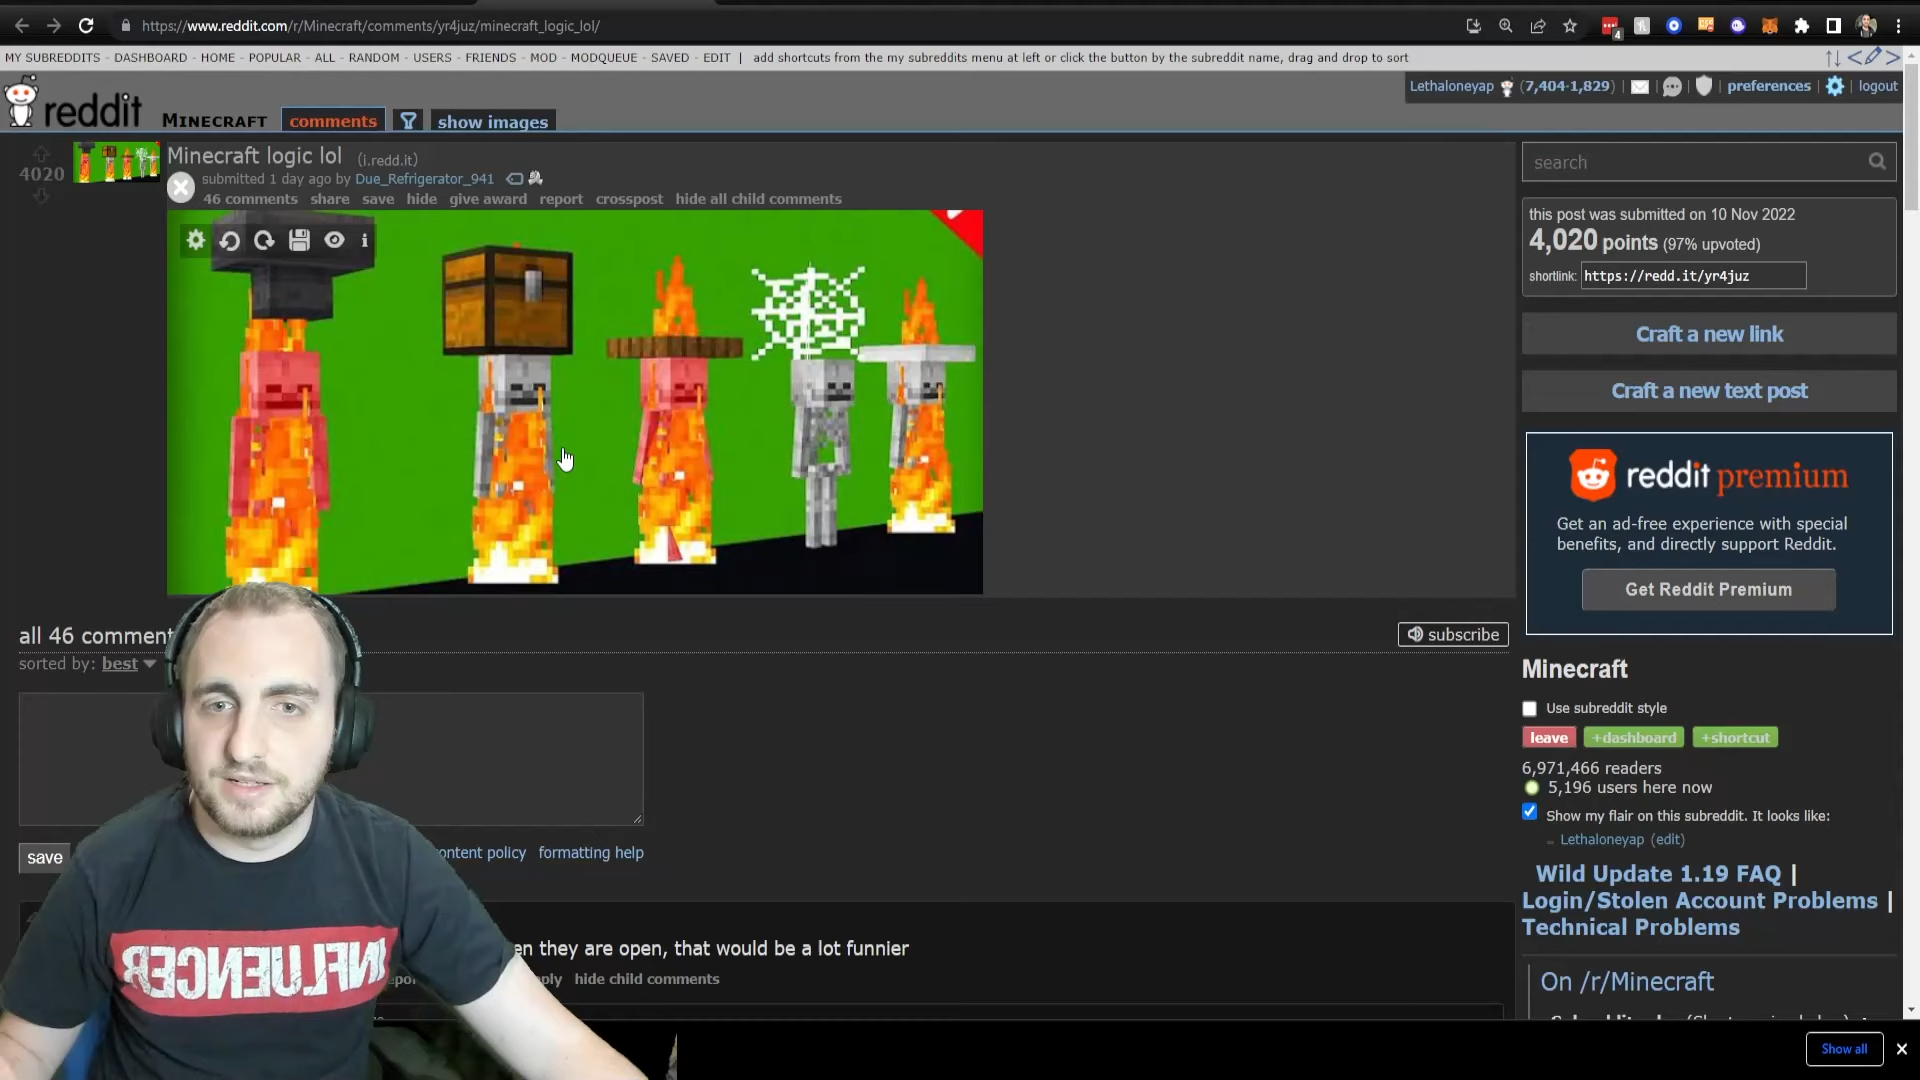 https://www.reddit.com/r/Minecraft/comments/yr4juz/minecraft_logic_lol/
4
MY SUBREDDITS - DASHBOARD - HOME - POPULAR - ALL - RANDOM - USERS - FRIENDS - MOD - MODQUEUE - SAVED - EDIT | add shortcuts from the my subreddits menu at left or click the button by the subreddit name, drag and drop to sort
Lethaloneyap (7,404·1,829) | preferences | logout
reddit MINECRAFT comments show images
4020
Minecraft logic lol (i.redd.it)
submitted 1 day ago by Due_Refrigerator_941
46 comments share save hide give award report crosspost hide all child comments
search
this post was submitted on 10 Nov 2022
4,020 points (97% upvoted)
shortlink: https://redd.it/yr4juz
Craft a new link
Craft a new text post
reddit premium
Get an ad-free experience with special
benefits, and directly support Reddit.
Get Reddit Premium
all 46 comment
subscribe
sorted by: best
Minecraft
Use subreddit style
leave +dashboard +shortcut
6,971,466 readers
5,196 users here now
Show my flair on this subreddit. It looks like:
Lethaloneyap (edit)
save
ontent policy formatting help
Wild Update 1.19 FAQ |
Login/Stolen Account Problems |
Technical Problems
en they are open, that would be a lot funnier
hide child comments
On /r/Minecraft
INFLUENCER
Show all